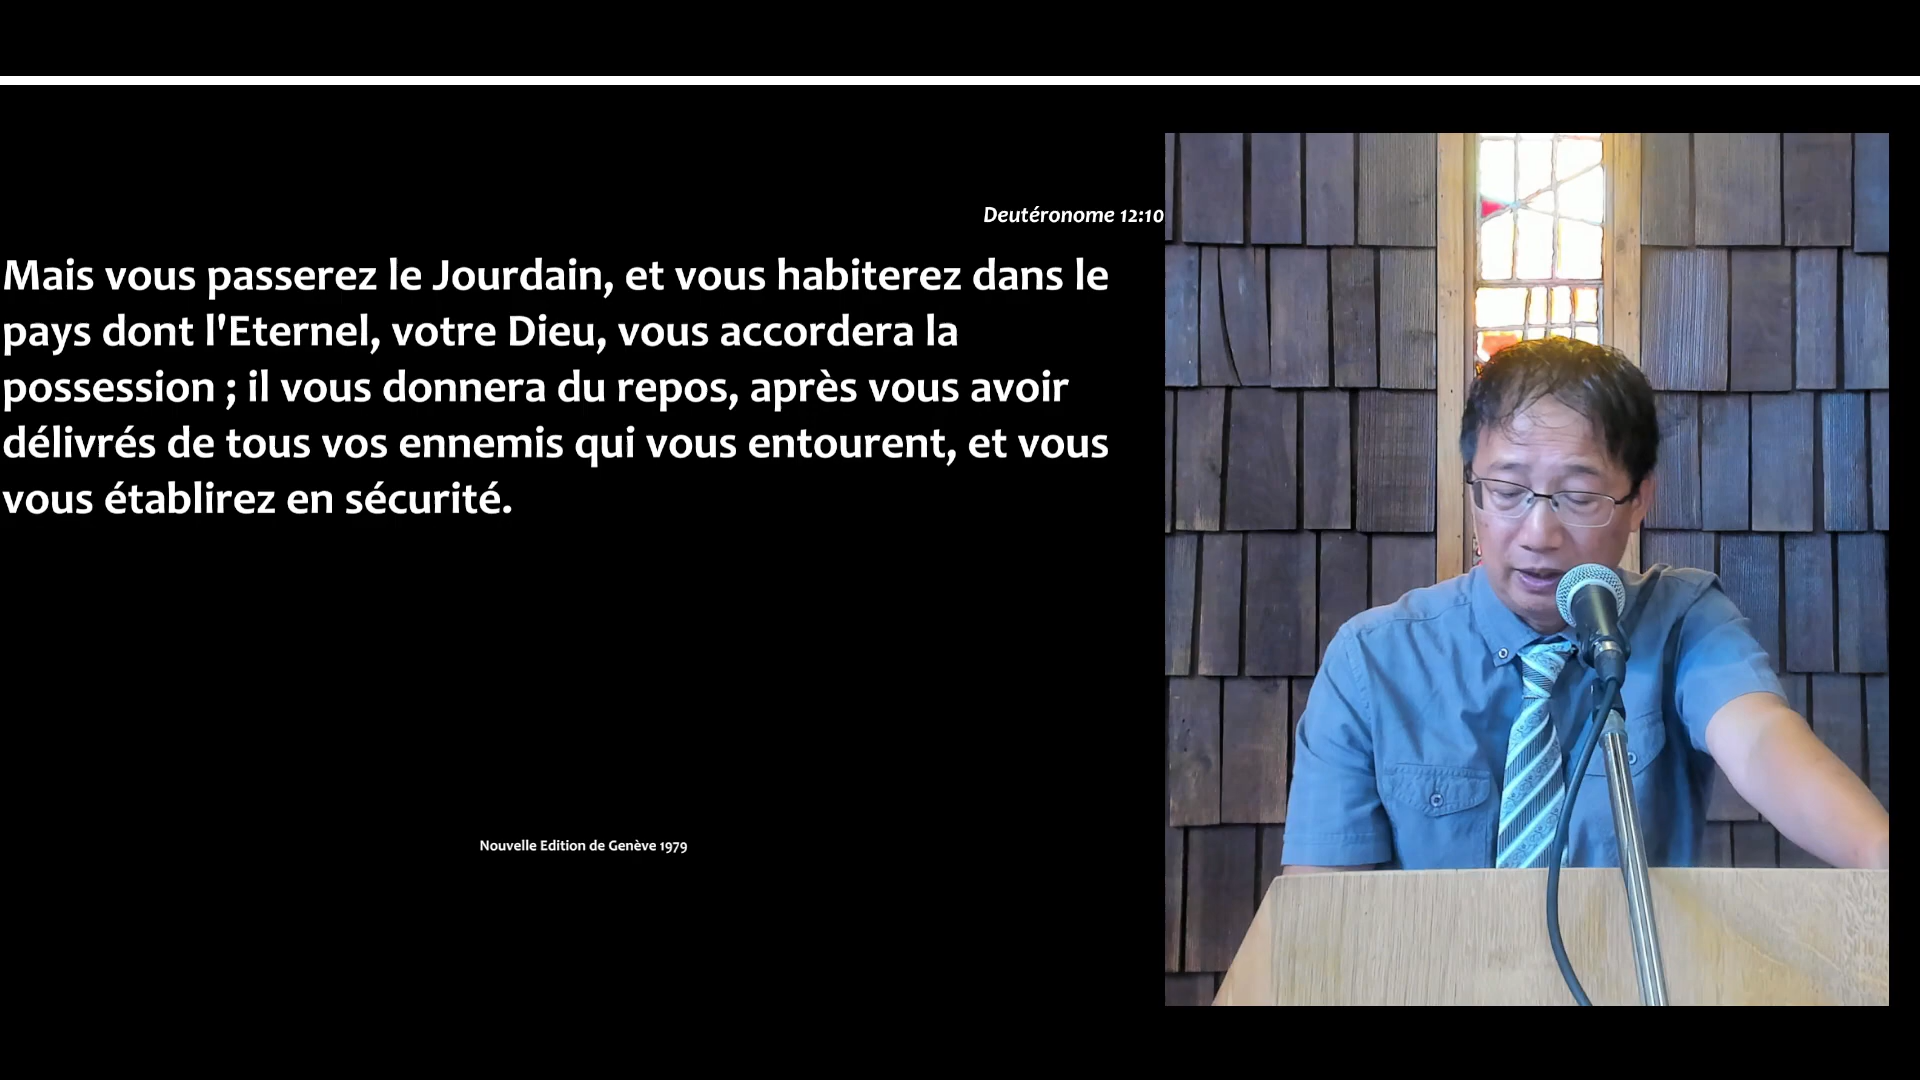 Deutéronome 12:10
Mais vous passerez le Jourdain, et vous habiterez dans le
pays dont l'Eternel, votre Dieu, vous accordera la
possession ; il vous donnera du repos, après vous avoir
délivrés de tous vos ennemis qui vous entourent, et vous
vous établirez en sécurité.
Nouvelle Edition de Genève 1979